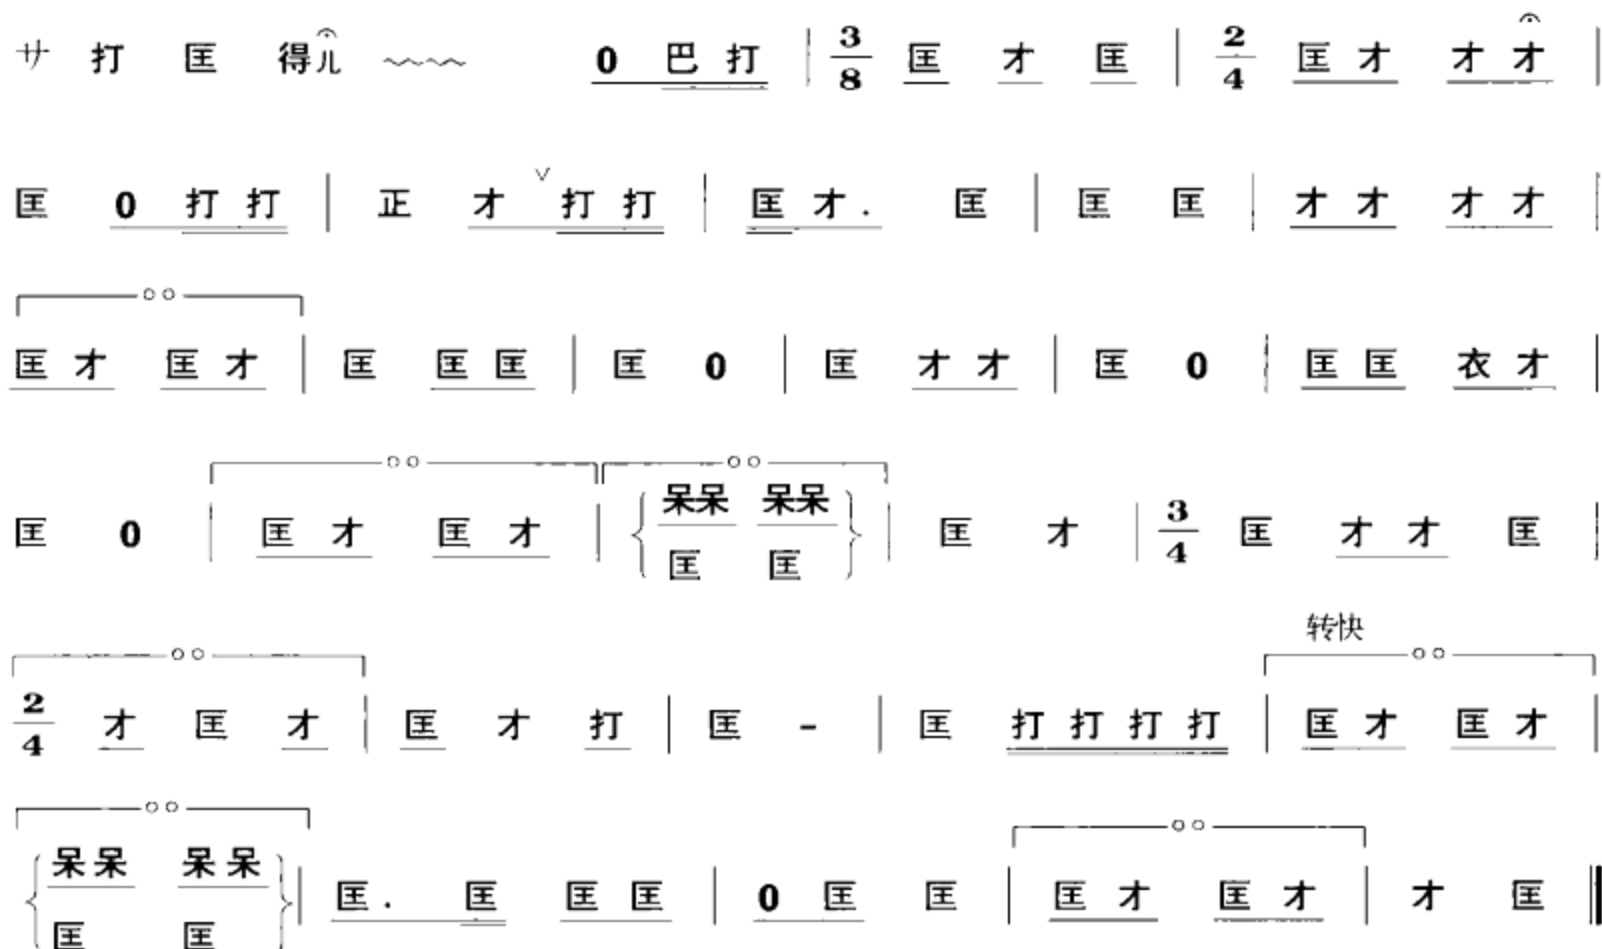 サ 打 匡 得儿 0 巴 打 | 3/8 匡 才 匡 | 2/4 匡 才 才 才 |
匡 0 打 打 | 正 才 ∨ 打 打 | 匡 才 . 匡 | 匡 匡 | 才 才 才 才 |
匡 才 匡 才 | 匡 匡 匡 | 匡 0 | 匡 才 才 | 匡 0 | 匡 匡 衣 才 |
匡 0 | 匡 才 匡 才 | { 呆呆 呆呆 / 匡 匡 } | 匡 才 | 3/4 匡 才 才 匡 |
转快
2/4 才 匡 才 | 匡 才 打 | 匡 - | 匡 打 打 打 打 | 匡 才 匡 才 |
{ 呆 呆 呆 呆 / 匡 匡 } | 匡 . 匡 匡 匡 | 0 匡 匡 | 匡 才 匡 才 | 才 匡 ‖